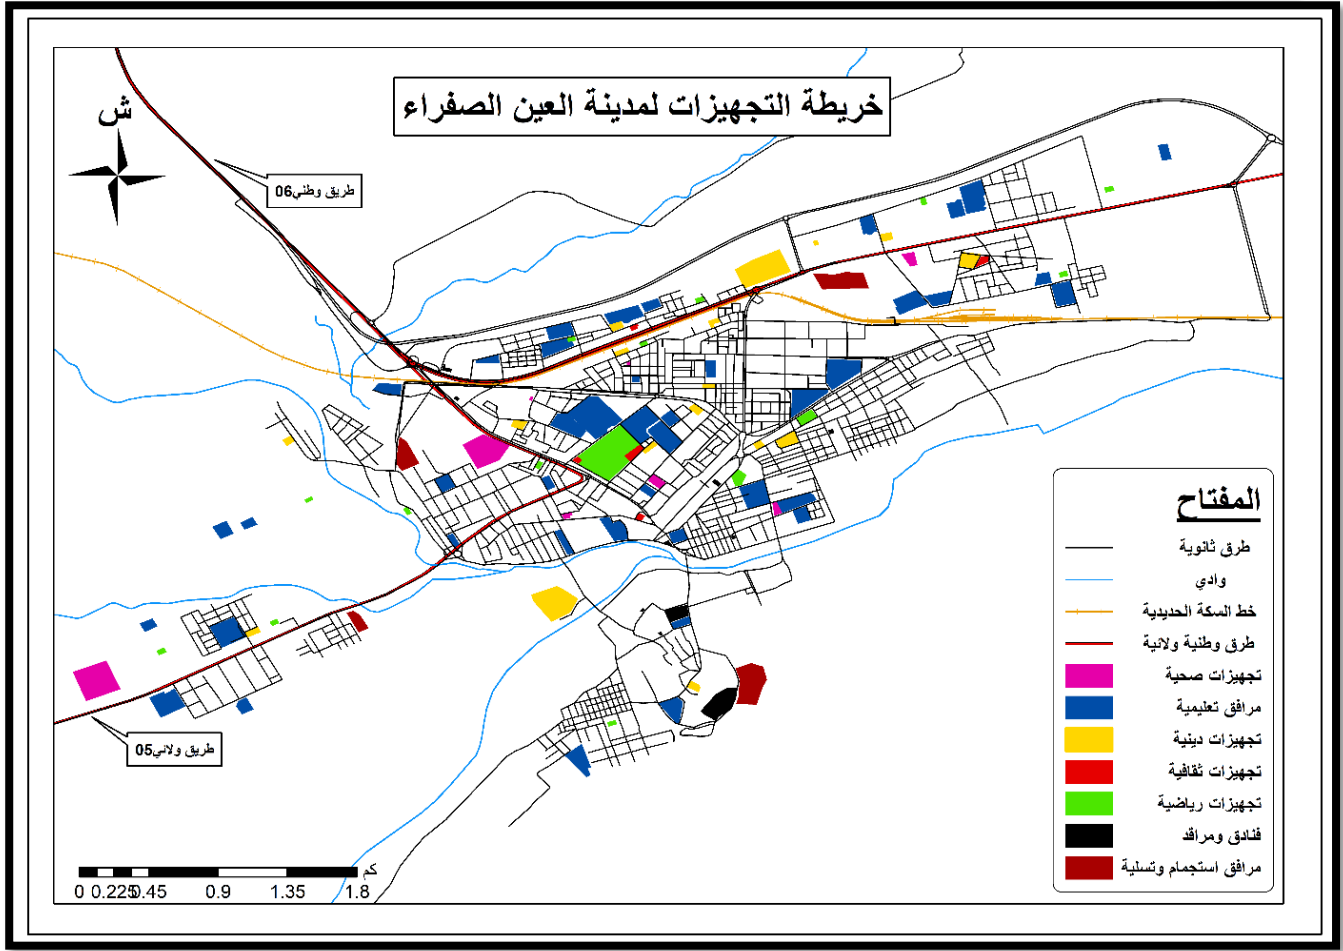 خريطة التجهيزات لمدينة العين الصفراء
ش
طريق وطني06
طريق ولائي05
المفتاح
طرق ثانوية
وادي
خط السكة الحديدية
طرق وطنية ولائية
تجهيزات صحية
مرافق تعليمية
تجهيزات دينية
تجهيزات ثقافية
تجهيزات رياضية
فنادق ومراقد
مرافق استجمام وتسلية
كم
0 0.225 0.45 0.9 1.35 1.8